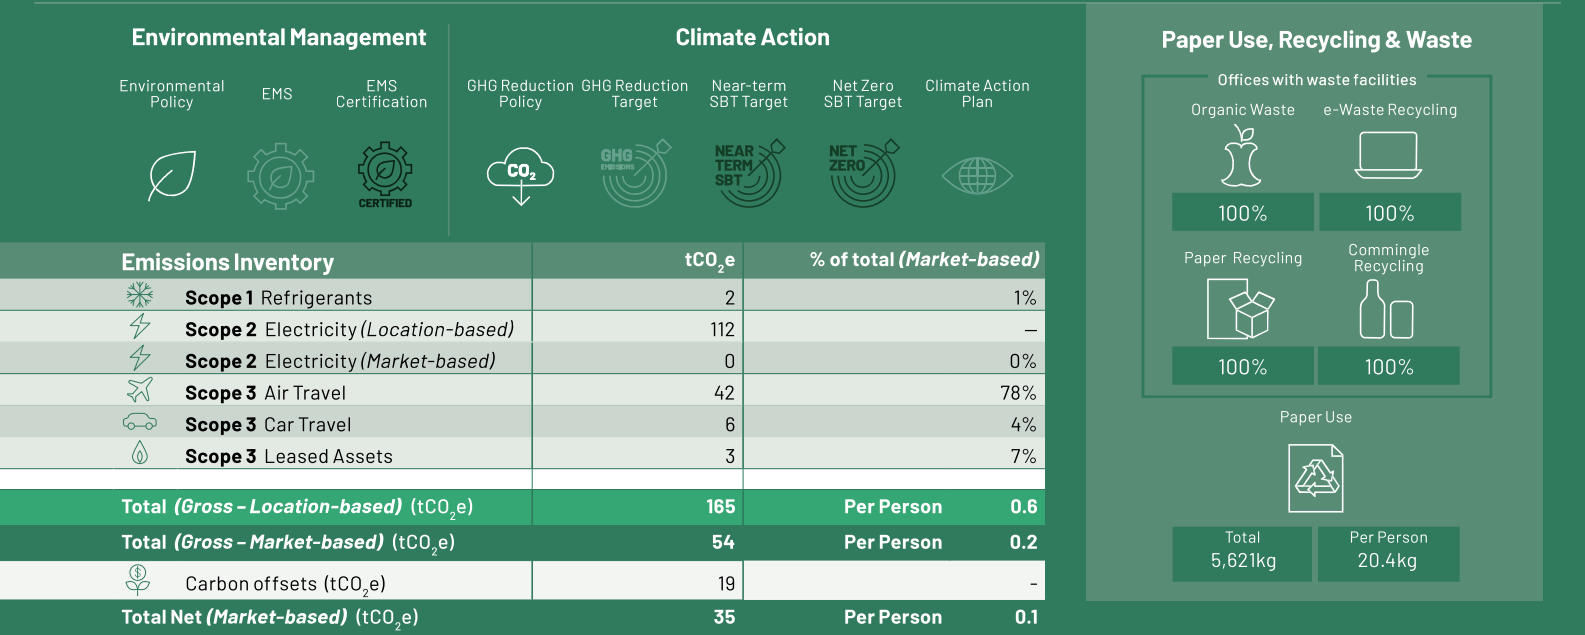 Environmental Management
Environmental
Policy
EMS
EMS
Certification
CERTIFIED
Climate Action
GHG Reduction
Policy
GHG Reduction
Target
Near-term
SBT Target
Net Zero
SBT Target
Climate Action
Plan
CO₂
GHG
EMISSIONS
NEAR
TERM
SBT
NET
ZERO
Emissions Inventory tCO₂e % of total (Market-based)
Scope 1 Refrigerants 2 1%
Scope 2 Electricity (Location-based) 112 —
Scope 2 Electricity (Market-based) 0 0%
Scope 3 Air Travel 42 78%
Scope 3 Car Travel 6 4%
Scope 3 Leased Assets 3 7%
Total (Gross – Location-based) (tCO₂e) 165 Per Person 0.6
Total (Gross – Market-based) (tCO₂e) 54 Per Person 0.2
$
Carbon offsets (tCO₂e) 19 -
Total Net (Market-based) (tCO₂e) 35 Per Person 0.1
Paper Use, Recycling & Waste
Offices with waste facilities
Organic Waste e-Waste Recycling
100% 100%
Paper Recycling
Commingle
Recycling
100% 100%
Paper Use
Total Per Person
5,621kg 20.4kg